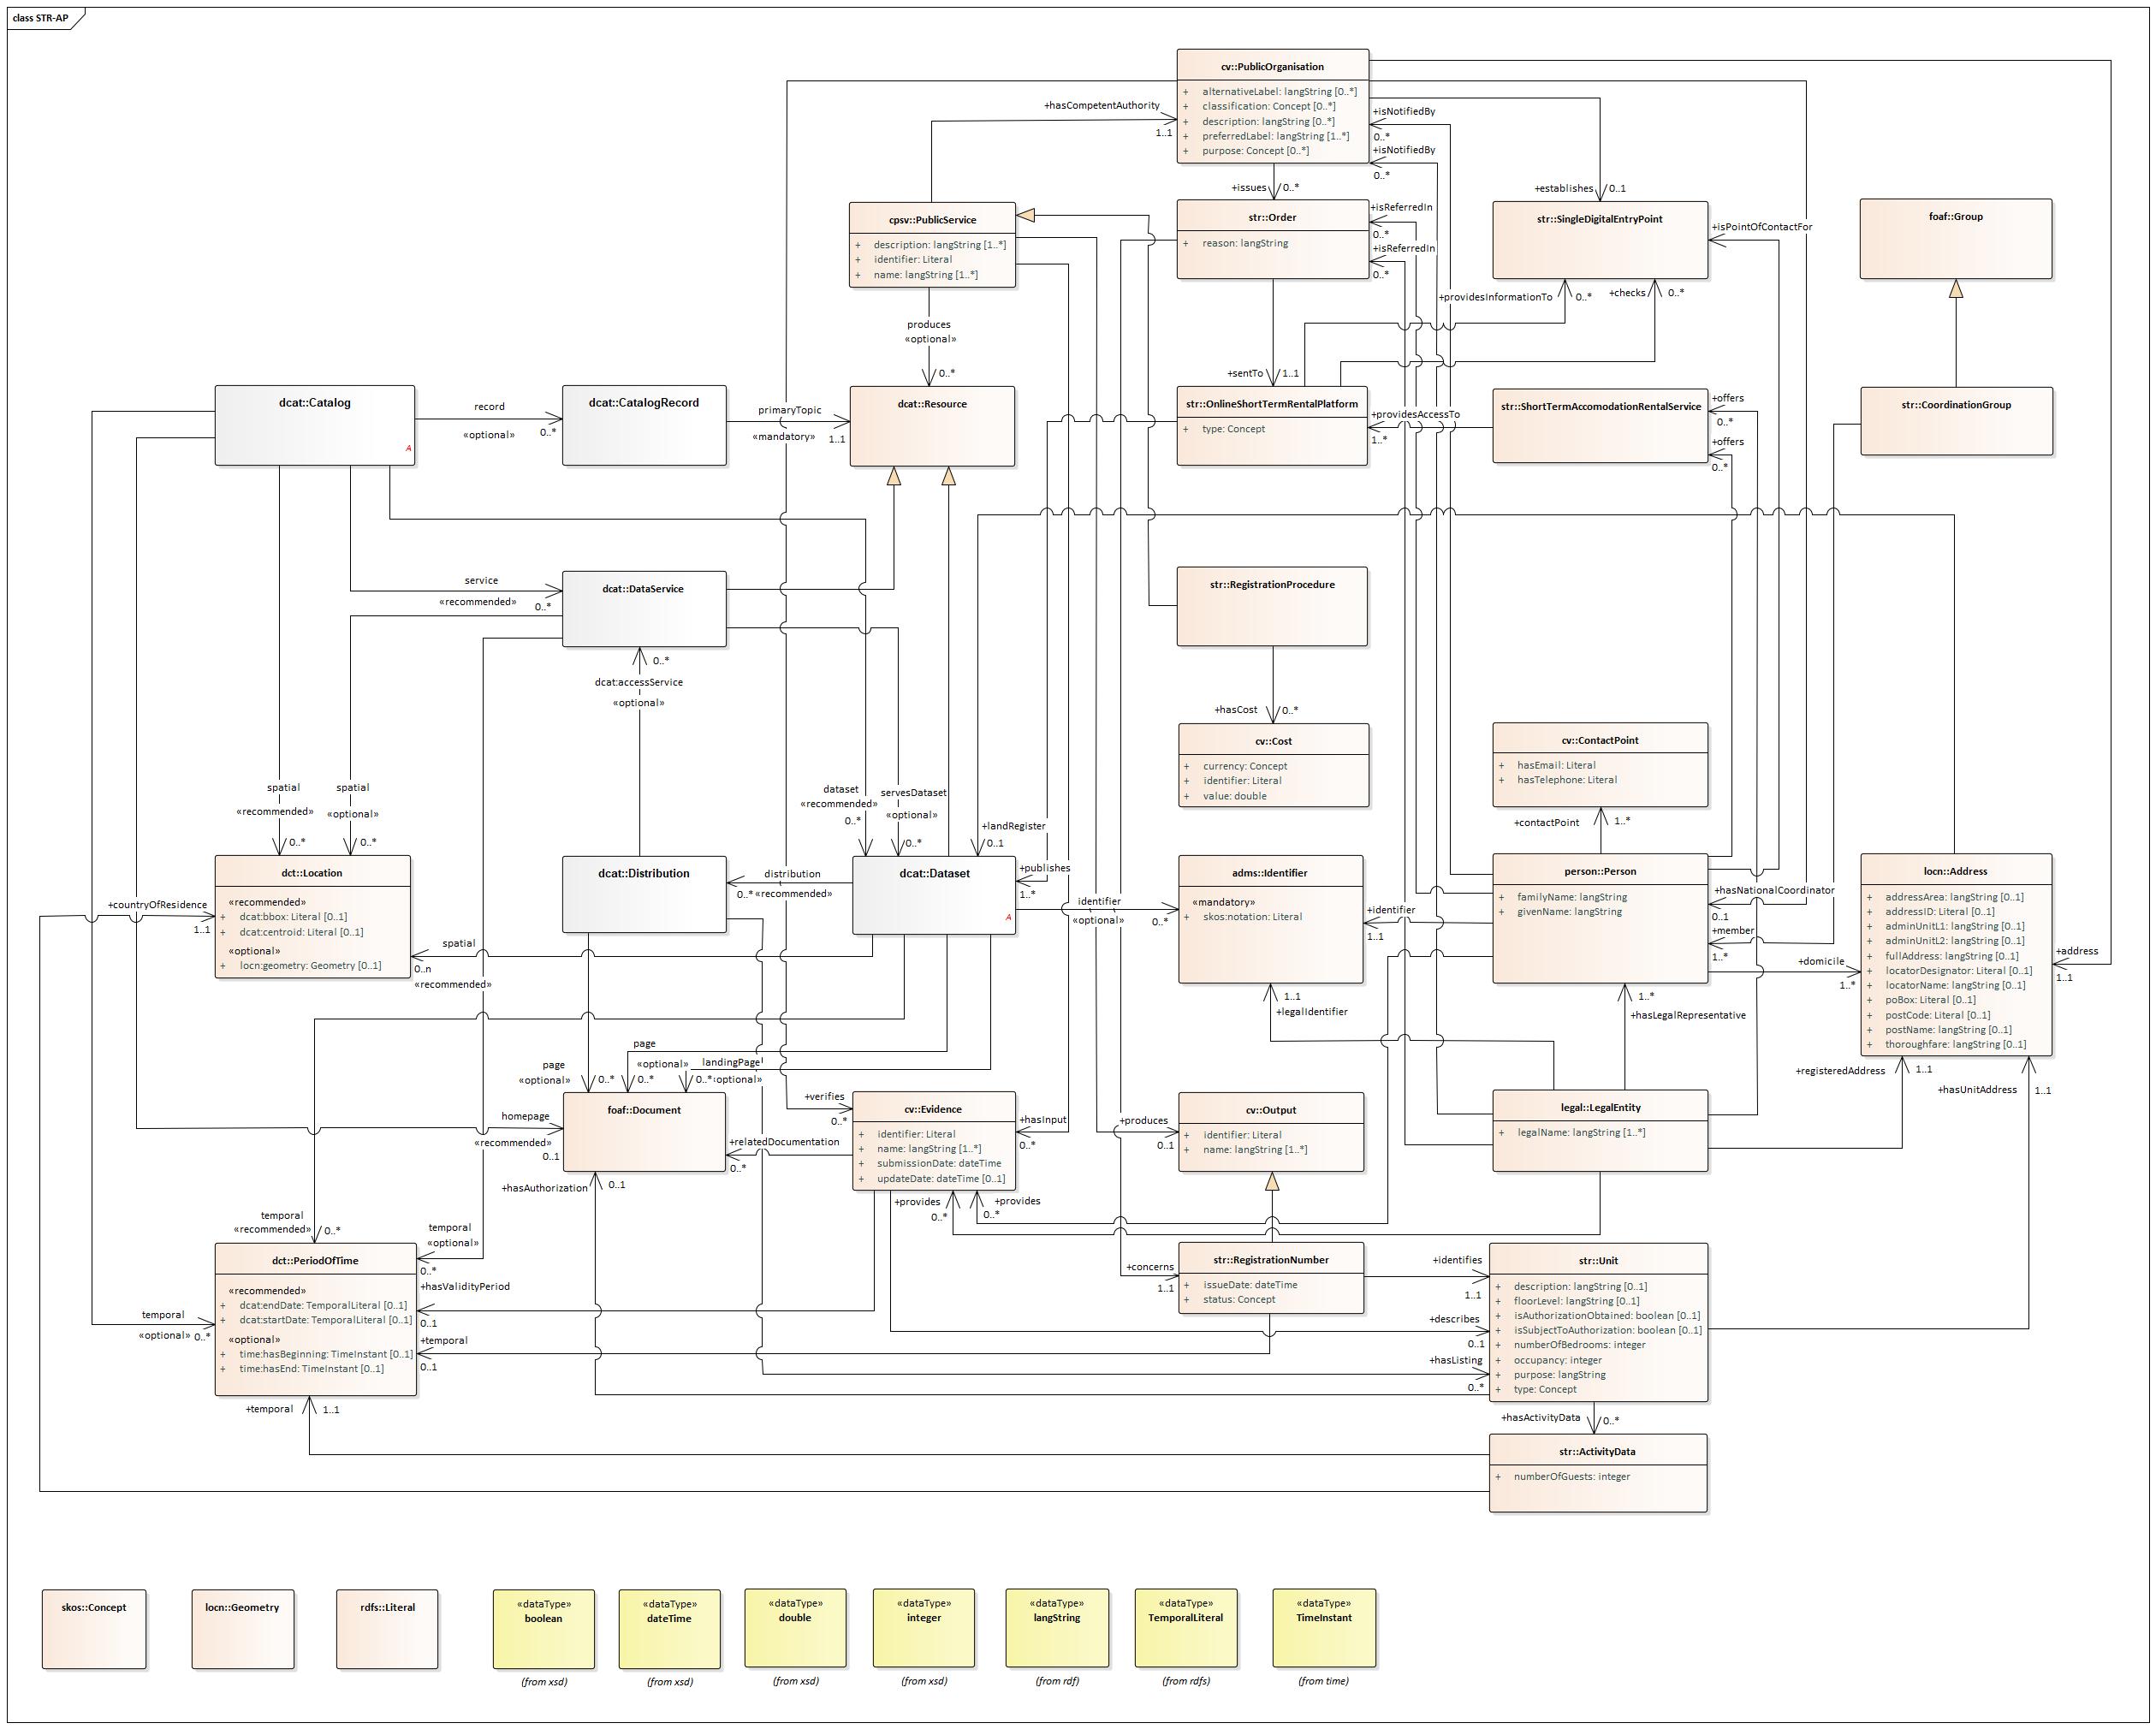 class STR-AP
cv::PublicOrganisation
+ alternativeLabel: langString [0..*]
+ classification: Concept [0..*]
+ description: langString [0..*]
+ preferredLabel: langString [1..*]
+ purpose: Concept [0..*]
+hasCompetentAuthority
1..1
+isNotifiedBy
0..*
+isNotifiedBy
0..*
+issues 0..*
+establishes 0..1
cpsv::PublicService
+ description: langString [1..*]
+ identifier: Literal
+ name: langString [1..*]
str::Order
+ reason: langString
+isReferredIn
0..*
+isReferredIn
0..*
str::SingleDigitalEntryPoint
+isPointOfContactFor
foaf::Group
+providesInformationTo 0..*
+checks 0..*
produces
«optional»
0..*
+sentTo 1..1
dcat::Catalog
A
record
«optional» 0..*
dcat::CatalogRecord
primaryTopic
«mandatory» 1..1
dcat::Resource
str::OnlineShortTermRentalPlatform
+ type: Concept
+providesAccessTo
1..*
str::ShortTermAccomodationRentalService
+offers
0..*
+offers
0..*
str::CoordinationGroup
service
«recommended» 0..*
dcat::DataService
str::RegistrationProcedure
0..*
dcat:accessService
«optional»
+hasCost 0..*
cv::Cost
+ currency: Concept
+ identifier: Literal
+ value: double
cv::ContactPoint
+ hasEmail: Literal
+ hasTelephone: Literal
+contactPoint 1..*
spatial
«recommended»
0..*
spatial
«optional»
0..*
dataset
«recommended»
0..*
servesDataset
«optional»
0..*
+landRegister
0..1
dct::Location
«recommended»
+ dcat:bbox: Literal [0..1]
+ dcat:centroid: Literal [0..1]
«optional»
+ locn:geometry: Geometry [0..1]
+countryOfResidence
1..1
dcat::Distribution
distribution
0..* «recommended»
dcat::Dataset
A
+publishes
1..*
identifier
«optional» 0..*
adms::Identifier
«mandatory»
+ skos:notation: Literal
+identifier
1..1
person::Person
+ familyName: langString
+ givenName: langString
+hasNationalCoordinator
0..1
+member
1..*
+domicile
1..*
locn::Address
+ addressArea: langString [0..1]
+ addressID: Literal [0..1]
+ adminUnitL1: langString [0..1]
+ adminUnitL2: langString [0..1]
+ fullAddress: langString [0..1]
+ locatorDesignator: Literal [0..1]
+ locatorName: langString [0..1]
+ poBox: Literal [0..1]
+ postCode: Literal [0..1]
+ postName: langString [0..1]
+ thoroughfare: langString [0..1]
+address
1..1
spatial
0..n
«recommended»
1..1
+legalIdentifier
1..*
+hasLegalRepresentative
+registeredAddress 1..1
+hasUnitAddress 1..1
page
«optional» 0..*
page
«optional»
0..*
landingPage
0..* «optional»
foaf::Document
homepage
«recommended»
0..1
+verifies
0..*
cv::Evidence
+ identifier: Literal
+ name: langString [1..*]
+ submissionDate: dateTime
+ updateDate: dateTime [0..1]
+hasInput
0..*
+relatedDocumentation
0..*
+produces
0..1
cv::Output
+ identifier: Literal
+ name: langString [1..*]
legal::LegalEntity
+ legalName: langString [1..*]
+hasAuthorization 0..1
+provides
0..*
+provides
0..*
temporal
«recommended» 0..*
temporal
«optional»
0..*
dct::PeriodOfTime
«recommended»
+ dcat:endDate: TemporalLiteral [0..1]
+ dcat:startDate: TemporalLiteral [0..1]
«optional»
+ time:hasBeginning: TimeInstant [0..1]
+ time:hasEnd: TimeInstant [0..1]
+hasValidityPeriod
0..1
+temporal
0..1
temporal
«optional» 0..*
+temporal 1..1
+concerns
1..1
str::RegistrationNumber
+ issueDate: dateTime
+ status: Concept
+identifies
1..1
+describes
0..1
+hasListing
0..*
str::Unit
+ description: langString [0..1]
+ floorLevel: langString [0..1]
+ isAuthorizationObtained: boolean [0..1]
+ isSubjectToAuthorization: boolean [0..1]
+ numberOfBedrooms: integer
+ occupancy: integer
+ purpose: langString
+ type: Concept
+hasActivityData 0..*
str::ActivityData
+ numberOfGuests: integer
skos::Concept
locn::Geometry
rdfs::Literal
«dataType»
boolean
(from xsd)
«dataType»
dateTime
(from xsd)
«dataType»
double
(from xsd)
«dataType»
integer
(from xsd)
«dataType»
langString
(from rdf)
«dataType»
TemporalLiteral
(from rdfs)
«dataType»
TimeInstant
(from time)